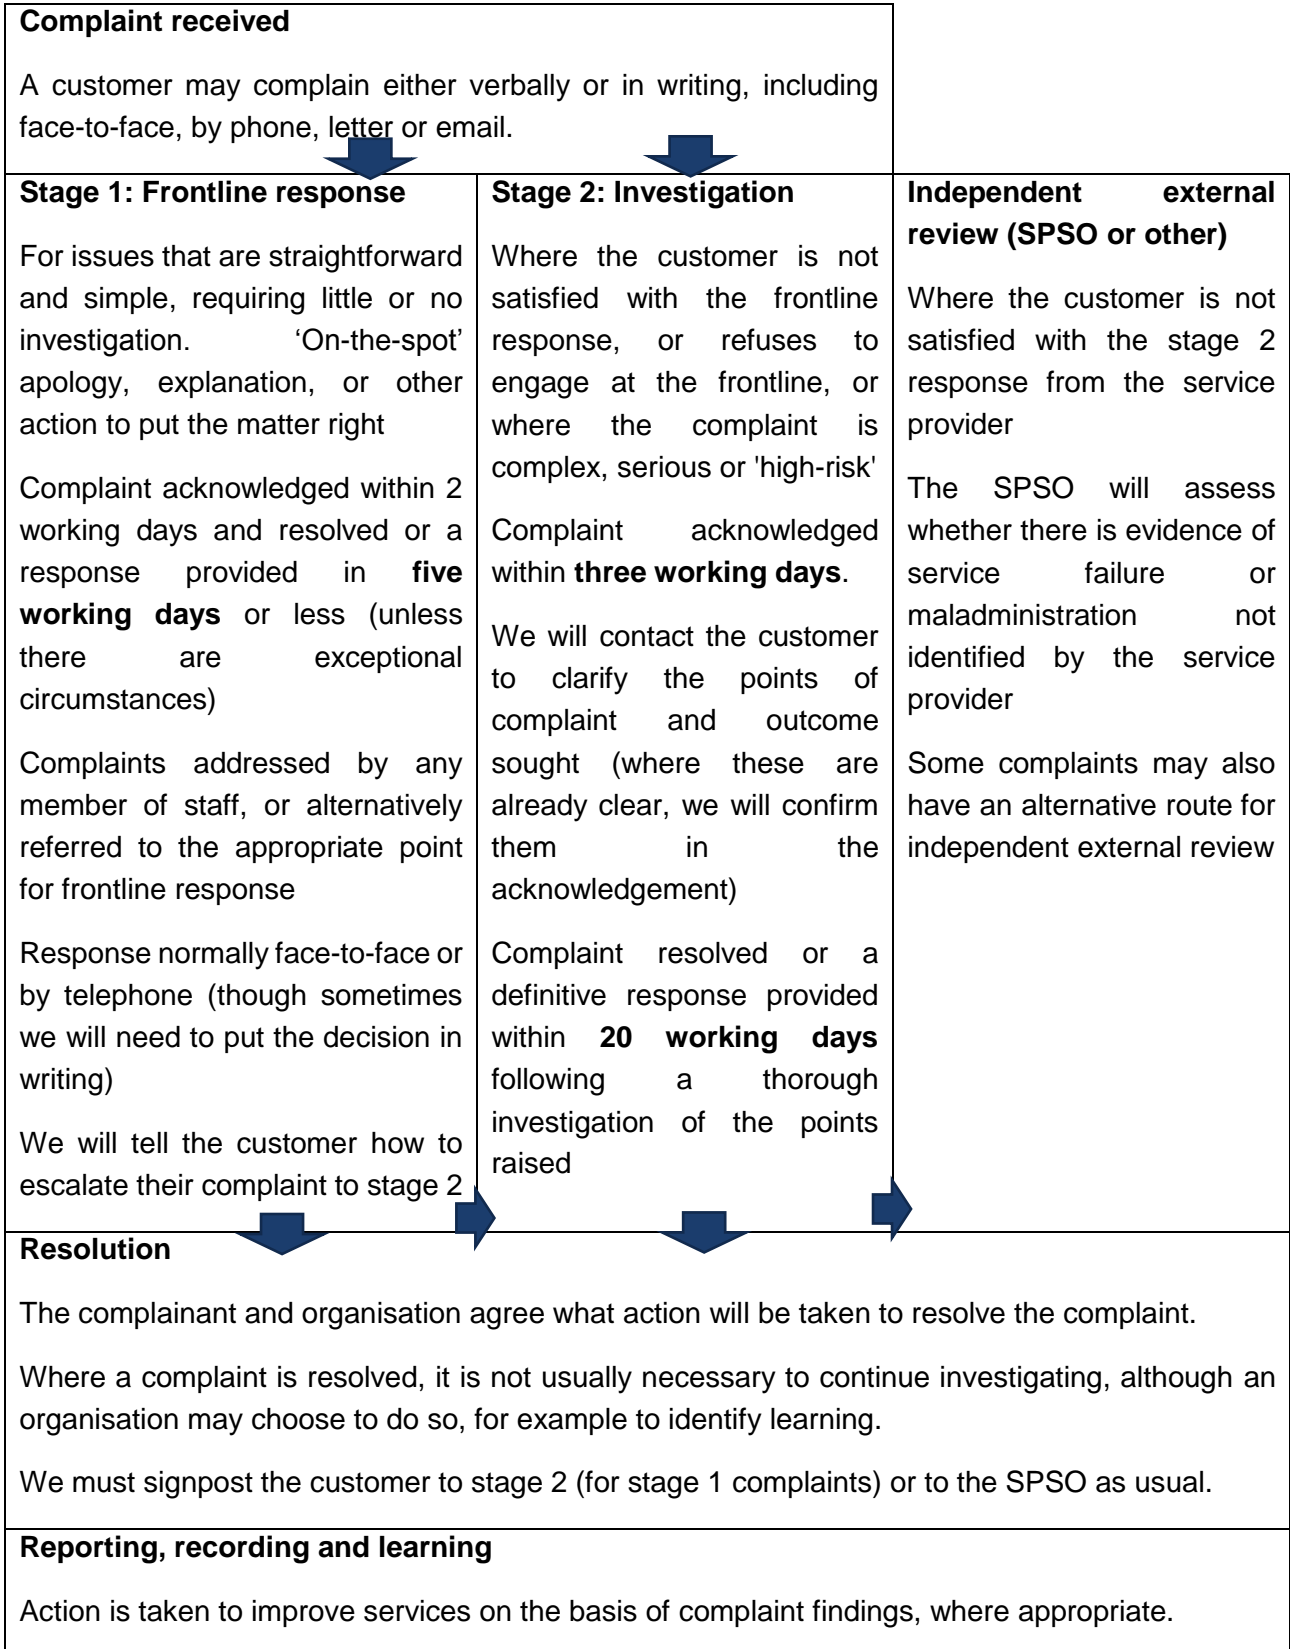 Complaint received
A customer may complain either verbally or in writing, including
face-to-face, by phone, letter or email.
Stage 1: Frontline response
For issues that are straightforward
and simple, requiring little or no
investigation. ‘On-the-spot’
apology, explanation, or other
action to put the matter right
Complaint acknowledged within 2
working days and resolved or a
response provided in five
working days or less (unless
there are exceptional
circumstances)
Complaints addressed by any
member of staff, or alternatively
referred to the appropriate point
for frontline response
Response normally face-to-face or
by telephone (though sometimes
we will need to put the decision in
writing)
We will tell the customer how to
escalate their complaint to stage 2
Stage 2: Investigation
Where the customer is not
satisfied with the frontline
response, or refuses to
engage at the frontline, or
where the complaint is
complex, serious or 'high-risk'
Complaint acknowledged
within three working days.
We will contact the customer
to clarify the points of
complaint and outcome
sought (where these are
already clear, we will confirm
them in the
acknowledgement)
Complaint resolved or a
definitive response provided
within 20 working days
following a thorough
investigation of the points
raised
Independent external
review (SPSO or other)
Where the customer is not
satisfied with the stage 2
response from the service
provider
The SPSO will assess
whether there is evidence of
service failure or
maladministration not
identified by the service
provider
Some complaints may also
have an alternative route for
independent external review
Resolution
The complainant and organisation agree what action will be taken to resolve the complaint.
Where a complaint is resolved, it is not usually necessary to continue investigating, although an
organisation may choose to do so, for example to identify learning.
We must signpost the customer to stage 2 (for stage 1 complaints) or to the SPSO as usual.
Reporting, recording and learning
Action is taken to improve services on the basis of complaint findings, where appropriate.